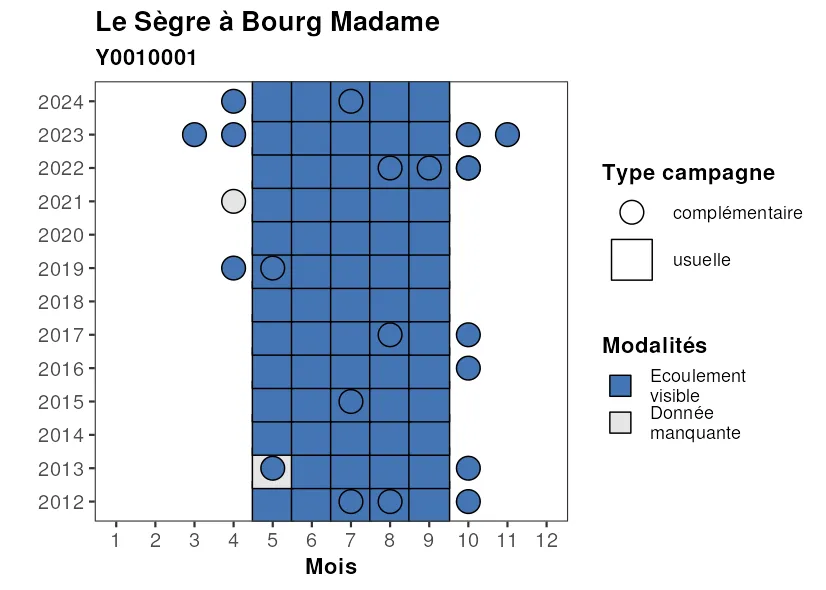 Le Sègre à Bourg Madame
Y0010001
2024
2023
2022
2021
2020
2019
2018
2017
2016
2015
2014
2013
2012
1 2 3 4 5 6 7 8 9 10 11 12
Mois
Type campagne
complémentaire
usuelle
Modalités
Ecoulement
visible
Donnée
manquante